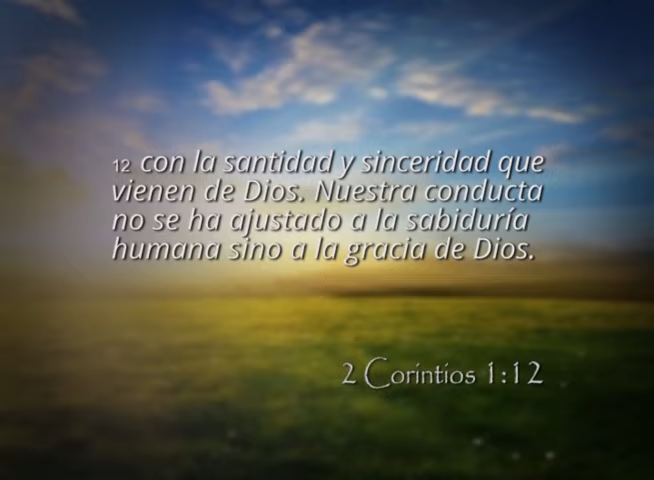 12 con la santidad y sinceridad que
vienen de Dios. Nuestra conducta
no se ha ajustado a la sabiduría
humana sino a la gracia de Dios.
2 Corintios 1:12